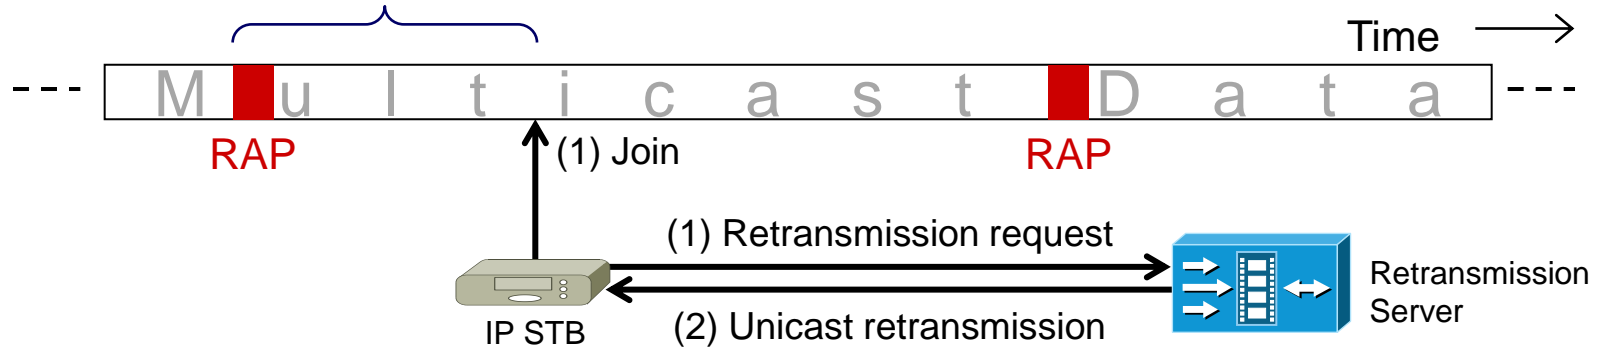 Time
M u l t i c a s t D a t a
RAP
(1) Join
RAP
(1) Retransmission request
Retransmission
Server
(2) Unicast retransmission
IP STB